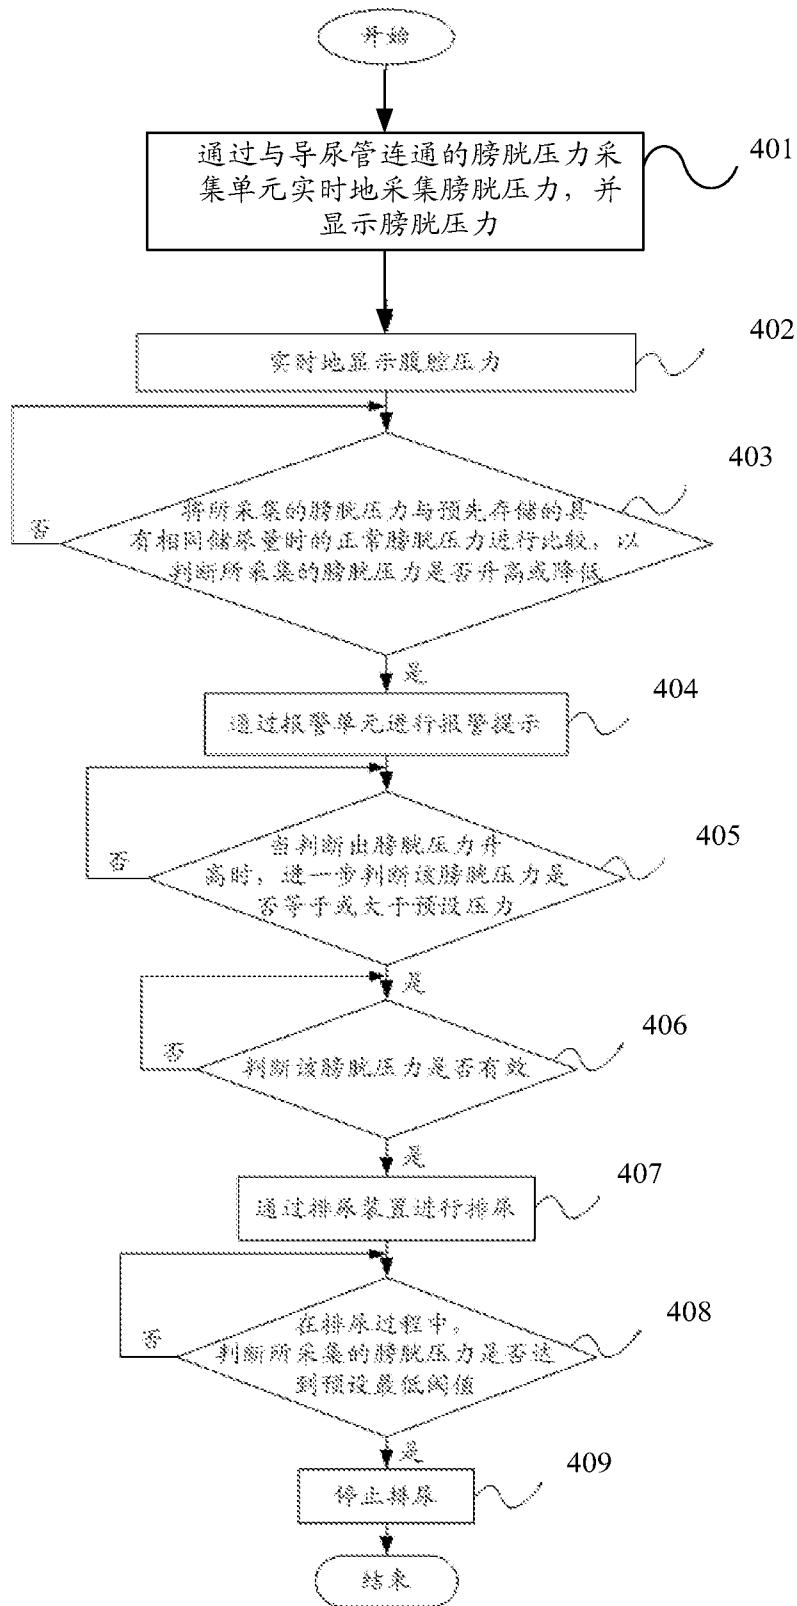 开始
通过与导尿管连通的膀胱压力采
集单元实时地采集膀胱压力，并
显示膀胱压力
401
402
实时地显示腹腔压力
403
将所采集的膀胱压力与预先存储的具
有相同储尿量时的正常膀胱压力进行比较，以
判断所采集的膀胱压力是否升高或降低
否
是
404
通过报警单元进行报警提示
405
当判断出膀胱压力升
高时，进一步判断该膀胱压力是
否等于或大于预设压力
否
是
406
判断该膀胱压力是否有效
否
是
407
通过排尿装置进行排尿
408
在排尿过程中，
判断所采集的膀胱压力是否达
到预设最低阀值
否
是
409
停止排尿
结束